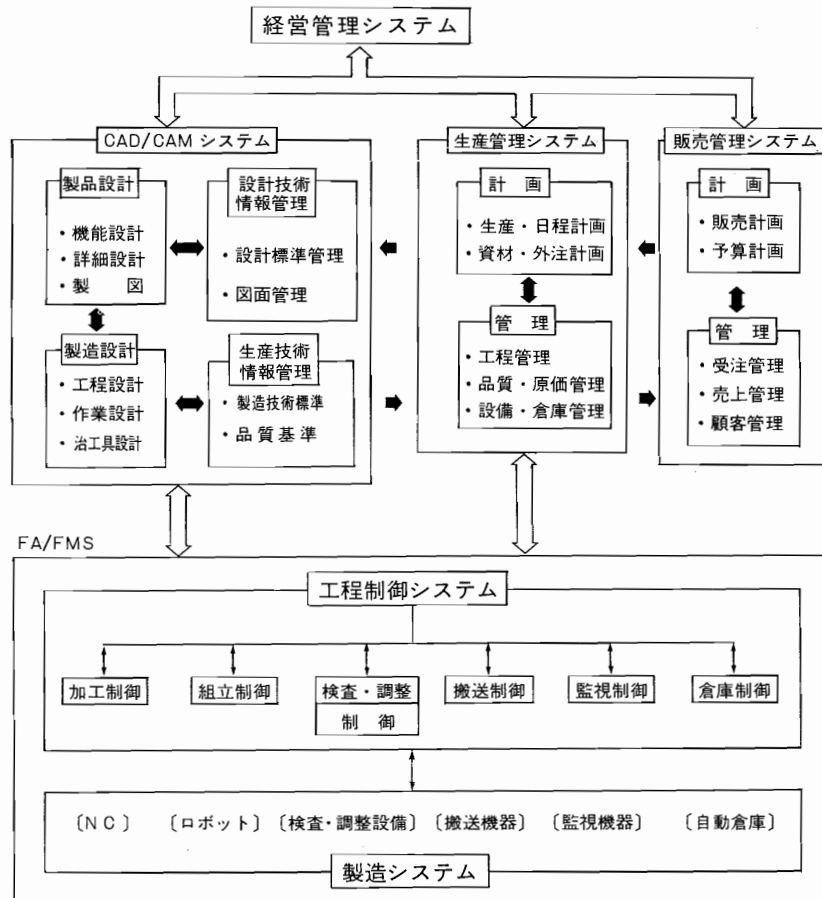 経営管理システム
CAD/CAM システム
製品設計
・機能設計
・詳細設計
・製　図
設計技術
情報管理
・設計標準管理
・図面管理
製造設計
・工程設計
・作業設計
・治工具設計
生産技術
情報管理
・製造技術標準
・品質基準
生産管理システム
計　画
・生産・日程計画
・資材・外注計画
管　理
・工程管理
・品質・原価管理
・設備・倉庫管理
販売管理システム
計　画
・販売計画
・予算計画
管　理
・受注管理
・売上管理
・顧客管理
FA/FMS
工程制御システム
加工制御
組立制御
検査・調整
制　御
搬送制御
監視制御
倉庫制御
〔ＮＣ〕
〔ロボット〕
〔検査・調整設備〕
〔搬送機器〕
〔監視機器〕
〔自動倉庫〕
製造システム